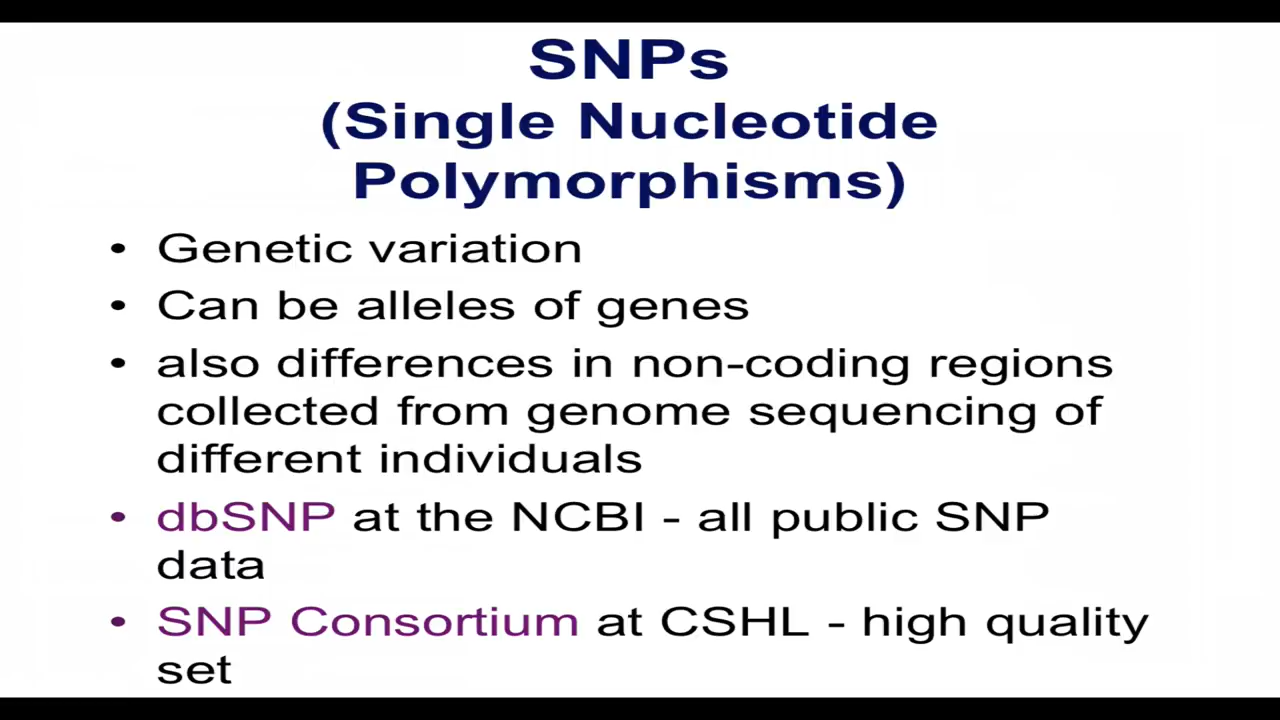 SNPs
(Single Nucleotide
Polymorphisms)
• Genetic variation
• Can be alleles of genes
• also differences in non-coding regions
collected from genome sequencing of
different individuals
• dbSNP at the NCBI - all public SNP
data
• SNP Consortium at CSHL - high quality
set